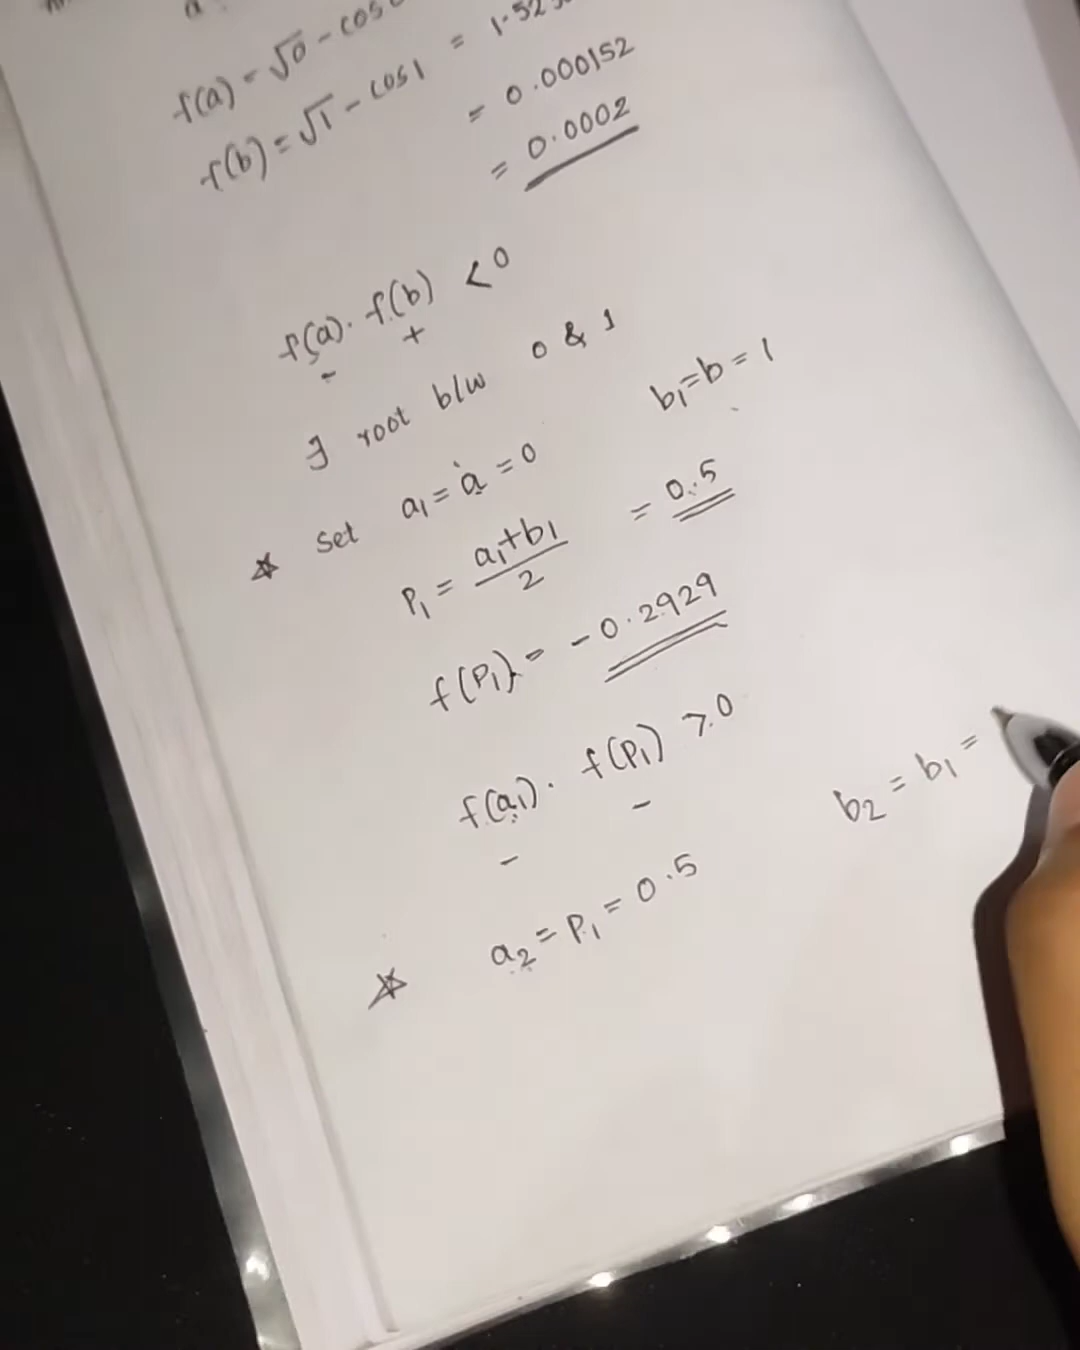 f(a) = √0 - cos
f(b) = √1 - cos1 = 1.52
= 0.000152
= 0.0002
f(a). f(b) < 0
- +
∃ root b/w 0 & 1
☆ Set a₁ = a = 0 b₁ = b = 1
P₁ = (a₁+b₁)/2 = 0.5
f(P₁) = -0.2929
f(a₁). f(P₁) > 0
- -
☆ a₂ = P₁ = 0.5 b₂ = b₁ =